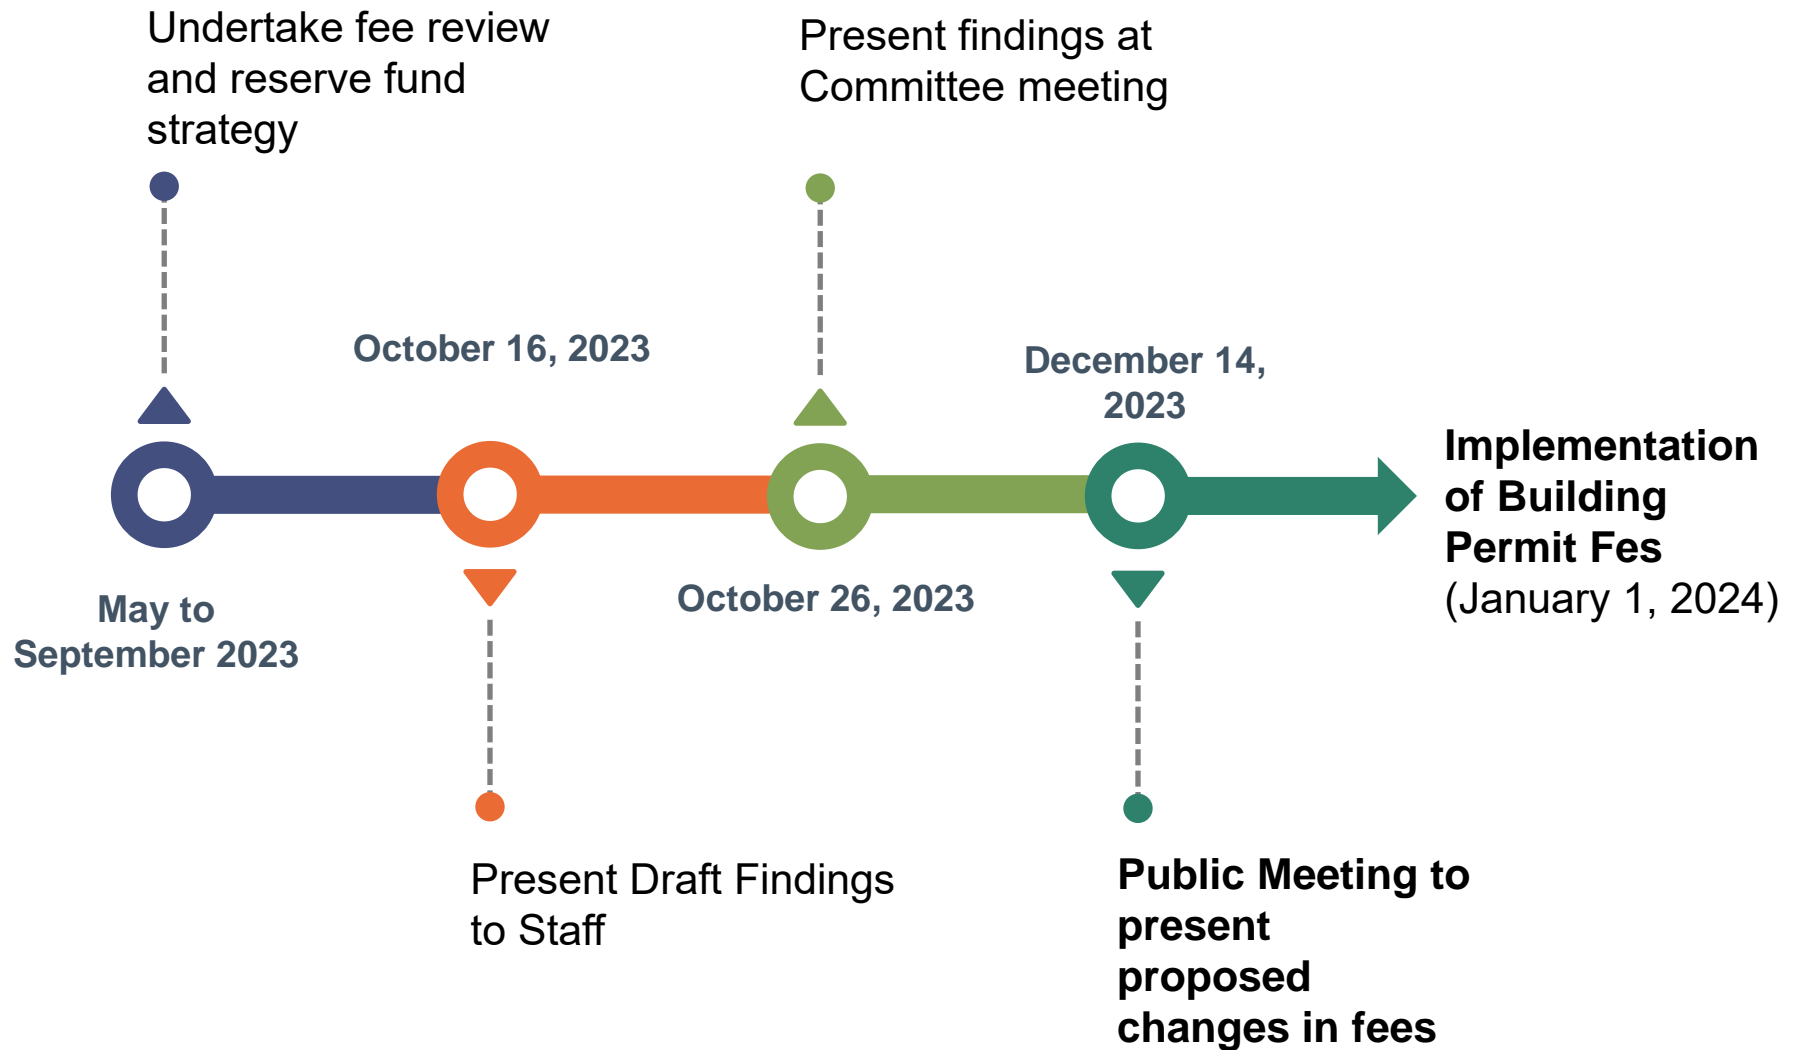 Undertake fee review
and reserve fund
strategy
Present findings at
Committee meeting
October 16, 2023
December 14,
2023
Implementation
of Building
Permit Fes
(January 1, 2024)
May to
September 2023
October 26, 2023
Present Draft Findings
to Staff
Public Meeting to
present
proposed
changes in fees